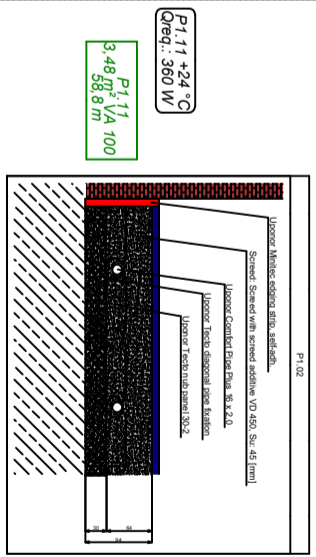 P1.11 +24 °C
Qreq.: 360 W
P1.11
3,48 m² VA 100
58,8 m
P1.02
Uponor Minitec edging strip, self-adh.
Screed: Screed with screed additive VD 450, Su: 45 [mm]
Uponor Comfort Pipe Plus 16 x 2,0
Uponor Tecto diagonal pipe fixation
Uponor Tecto nub panel 30-2
30
94